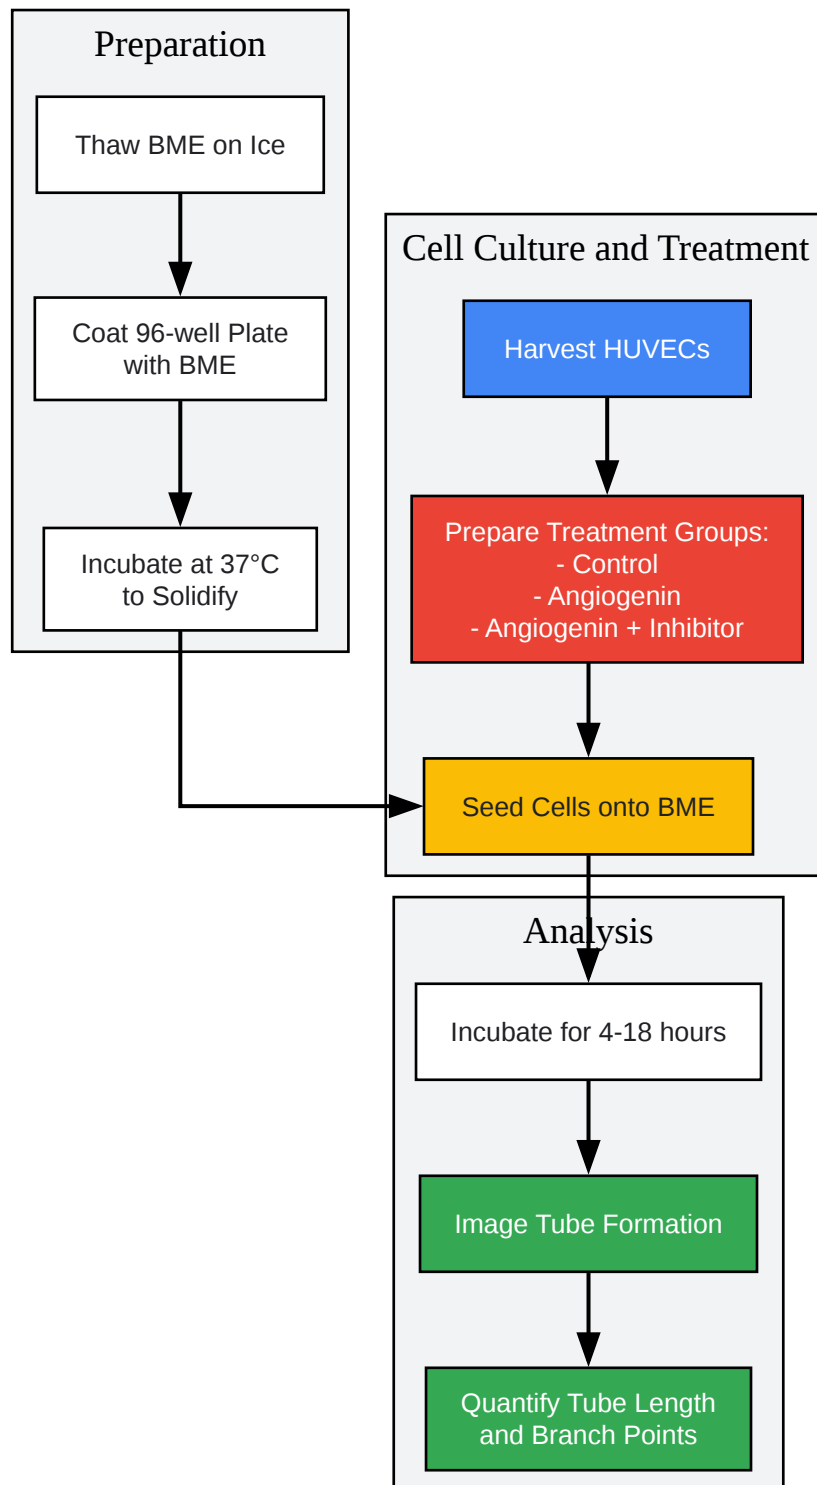 Preparation
Thaw BME on Ice
Coat 96-well Plate
with BME
Incubate at 37°C
to Solidify
Cell Culture and Treatment
Harvest HUVECs
Prepare Treatment Groups:
- Control
- Angiogenin
- Angiogenin + Inhibitor
Seed Cells onto BME
Analysis
Incubate for 4-18 hours
Image Tube Formation
Quantify Tube Length
and Branch Points